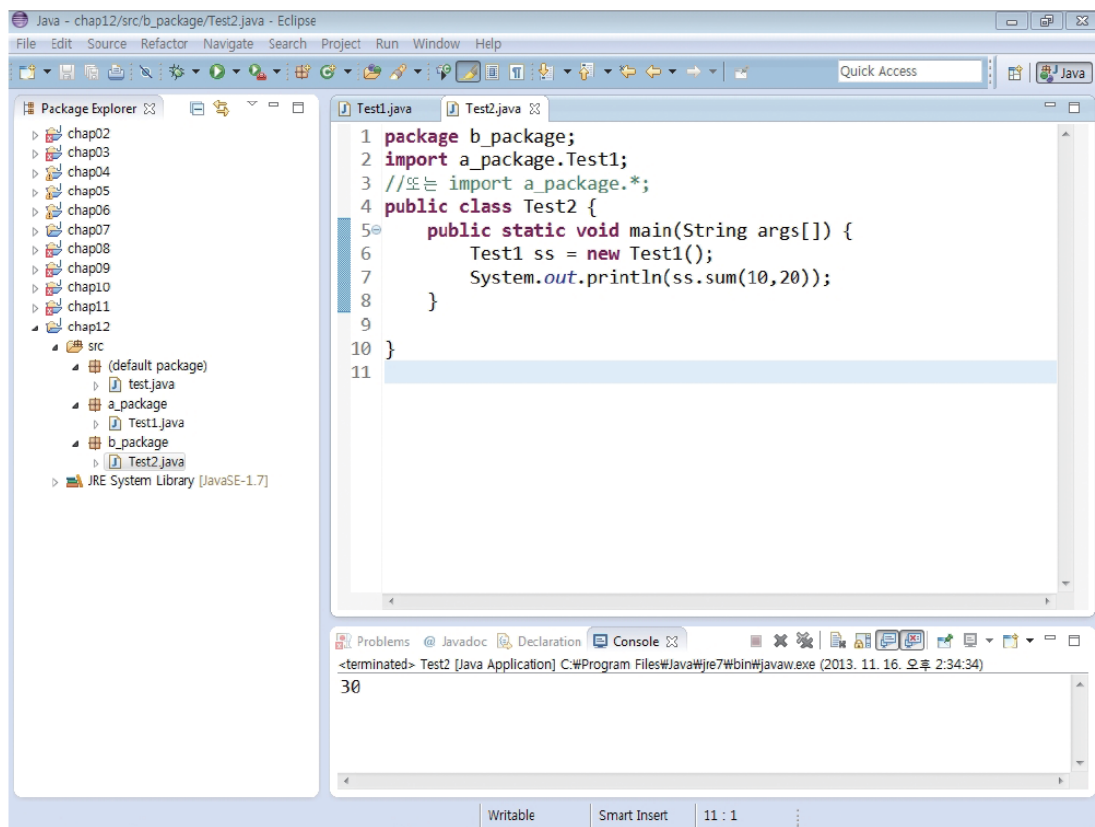 Java - chap12/src/b_package/Test2.java - Eclipse
File Edit Source Refactor Navigate Search Project Run Window Help
Quick Access
Java
Package Explorer
chap02
chap03
chap04
chap05
chap06
chap07
chap08
chap09
chap10
chap11
chap12
src
(default package)
test.java
a_package
Test1.java
b_package
Test2.java
JRE System Library [JavaSE-1.7]
Test1.java Test2.java
1 package b_package;
2 import a_package.Test1;
3 //또는 import a_package.*;
4 public class Test2 {
5 public static void main(String args[]) {
6 Test1 ss = new Test1();
7 System.out.println(ss.sum(10,20));
8 }
9
10 }
11
Problems @ Javadoc Declaration Console
<terminated> Test2 [Java Application] C:₩Program Files₩Java₩jre7₩bin₩javaw.exe (2013. 11. 16. 오후 2:34:34)
30
Writable Smart Insert 11 : 1